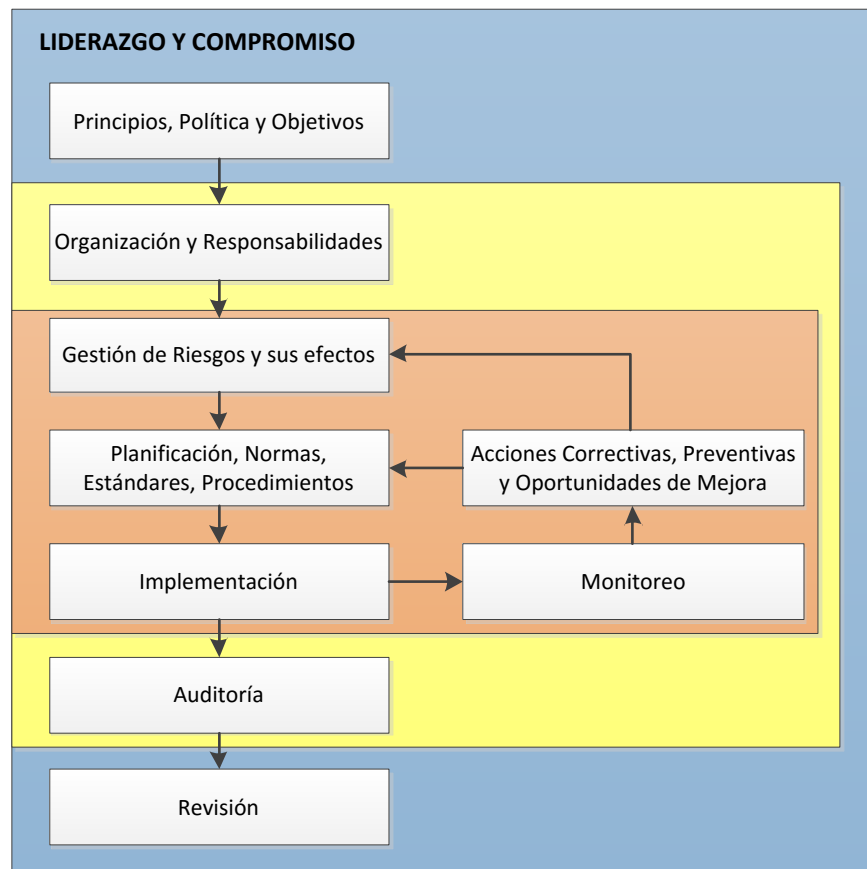 LIDERAZGO Y COMPROMISO
Principios, Política y Objetivos
Organización y Responsabilidades
Gestión de Riesgos y sus efectos
Planificación, Normas,
Estándares, Procedimientos
Acciones Correctivas, Preventivas
y Oportunidades de Mejora
Implementación
Monitoreo
Auditoría
Revisión